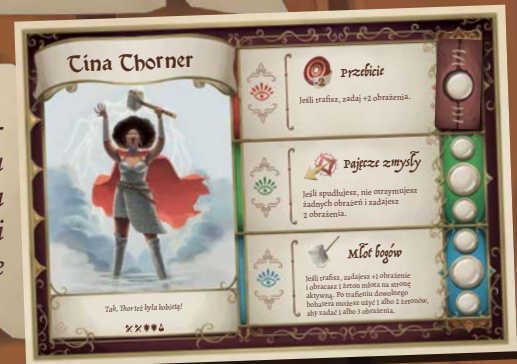 Tina Thorner
Tak, Thor też była kobietą!
+2
Przebicie
Jeśli trafisz, zadaj +2 obrażenia.
Pajęcze zmysły
Jeśli spudłujesz, nie otrzymujesz
żadnych obrażeń i zadajesz
2 obrażenia.
Młot bogów
Jeśli trafisz, zadajesz +1 obrażenie
i obracasz 1 żeton młota na stronę
aktywną. Po trafieniu dowolnego
bohatera możesz użyć 1 albo 2 żetonów,
aby zadać 1 albo 3 obrażenia.